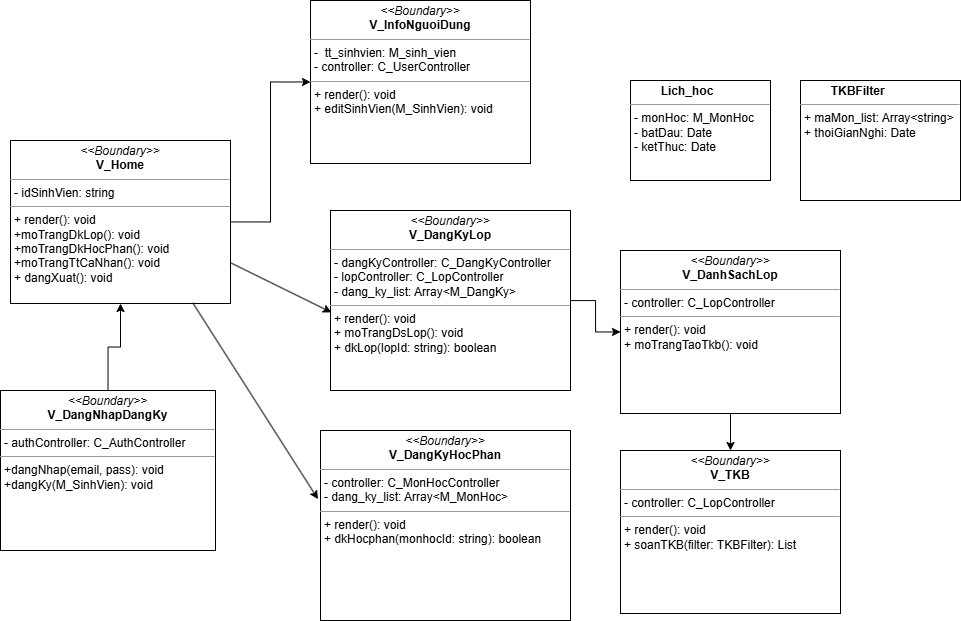 <<Boundary>>
V_InfoNguoiDung
- tt_sinhvien: M_sinh_vien
- controller: C_UserController
+ render(): void
+ editSinhVien(M_SinhVien): void
Lich_hoc
- monHoc: M_MonHoc
- batDau: Date
- ketThuc: Date
TKBFilter
+ maMon_list: Array<string>
+ thoiGianNghi: Date
<<Boundary>>
V_Home
- idSinhVien: string
+ render(): void
+moTrangDkLop(): void
+moTrangDkHocPhan(): void
+moTrangTtCaNhan(): void
+ dangXuat(): void
<<Boundary>>
V_DangKyLop
- dangKyController: C_DangKyController
- lopController: C_LopController
- dang_ky_list: Array<M_DangKy>
+ render(): void
+ moTrangDsLop(): void
+ dkLop(lopId: string): boolean
<<Boundary>>
V_DanhSachLop
- controller: C_LopController
+ render(): void
+ moTrangTaoTkb(): void
<<Boundary>>
V_DangNhapDangKy
- authController: C_AuthController
+dangNhap(email, pass): void
+dangKy(M_SinhVien): void
<<Boundary>>
V_DangKyHocPhan
- controller: C_MonHocController
- dang_ky_list: Array<M_MonHoc>
+ render(): void
+ dkHocphan(monhocId: string): boolean
<<Boundary>>
V_TKB
- controller: C_LopController
+ render(): void
+ soanTKB(filter: TKBFilter): List